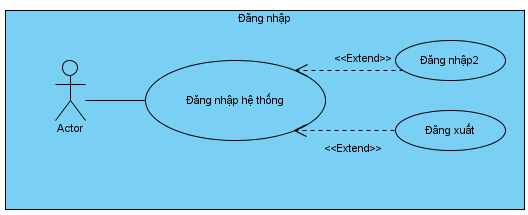 Đăng nhập
<<Extend>>
Đăng nhập2
Đăng nhập hệ thống
Actor
Đăng xuất
<<Extend>>